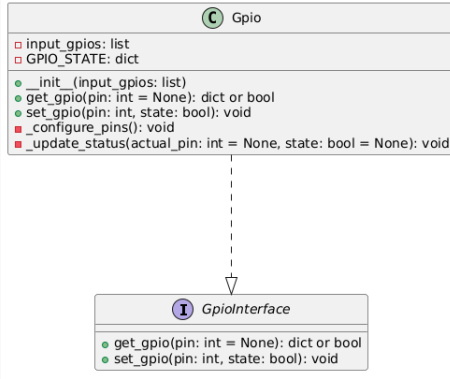 C Gpio
input_gpios: list
GPIO_STATE: dict
__init__(input_gpios: list)
get_gpio(pin: int = None): dict or bool
set_gpio(pin: int, state: bool): void
_configure_pins(): void
_update_status(actual_pin: int = None, state: bool = None): void
I GpioInterface
get_gpio(pin: int = None): dict or bool
set_gpio(pin: int, state: bool): void